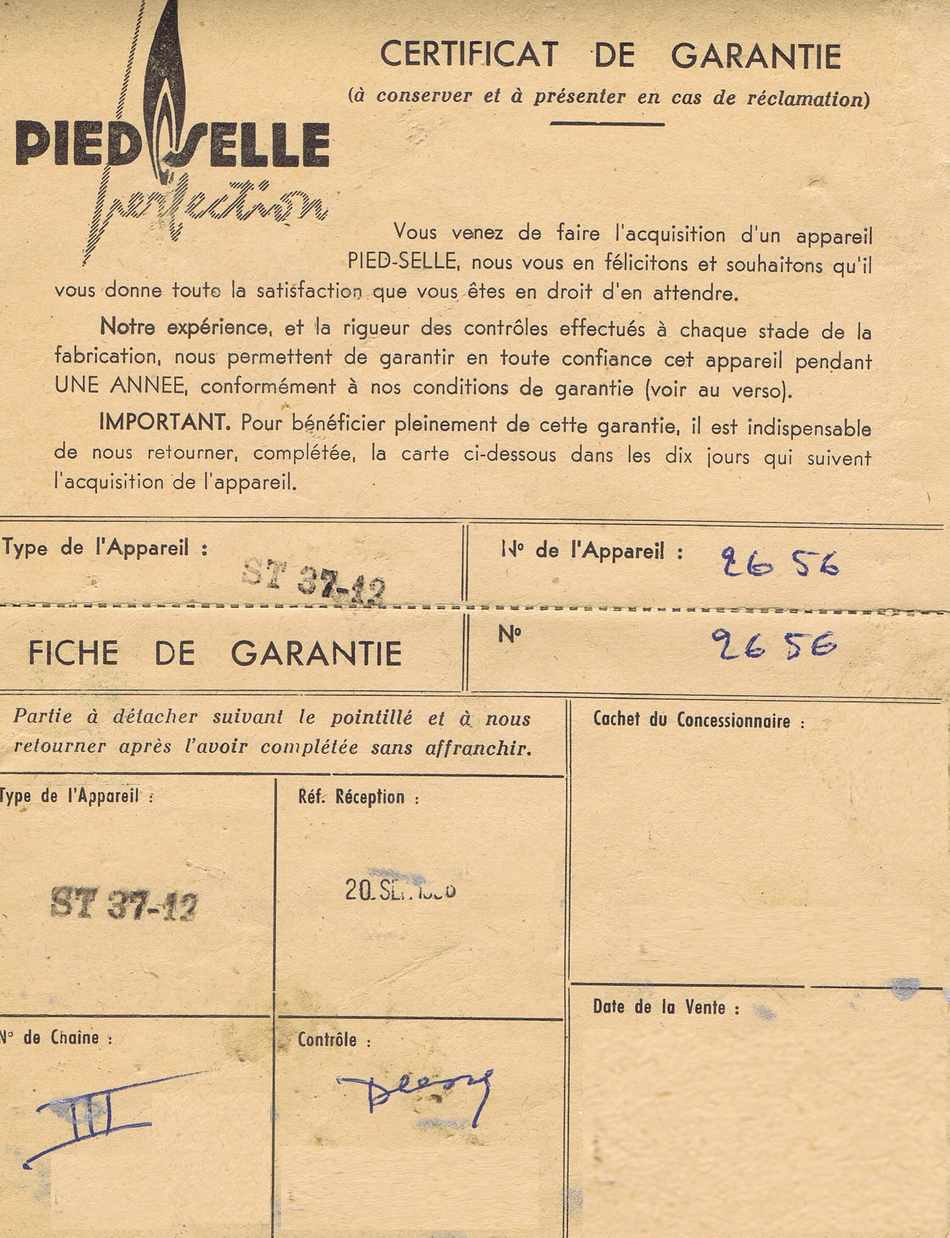 CERTIFICAT DE GARANTIE
(à conserver et à présenter en cas de réclamation)
PIED SELLE
perfection
Vous venez de faire l'acquisition d'un appareil
PIED-SELLE, nous vous en félicitons et souhaitons qu'il
vous donne toute la satisfaction que vous êtes en droit d'en attendre.
Notre expérience, et la rigueur des contrôles effectués à chaque stade de la
fabrication, nous permettent de garantir en toute confiance cet appareil pendant
UNE ANNEE, conformément à nos conditions de garantie (voir au verso).
IMPORTANT. Pour bénéficier pleinement de cette garantie, il est indispensable
de nous retourner, complétée, la carte ci-dessous dans les dix jours qui suivent
l'acquisition de l'appareil.
Type de l'Appareil : ST 37-12
N° de l'Appareil : 2656
FICHE DE GARANTIE
N° 2656
Partie à détacher suivant le pointillé et à nous
retourner après l'avoir complétée sans affranchir.
Cachet du Concessionnaire :
Type de l'Appareil :
ST 37-12
Réf. Réception :
20
Date de la Vente :
N° de Chaîne :
III
Contrôle :